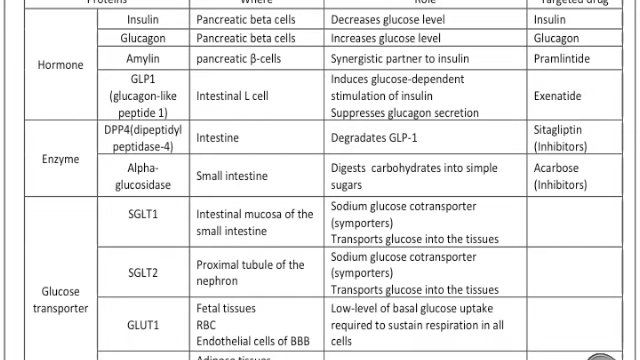 Proteins Where Role Targeted drug
Hormone
Insulin Pancreatic beta cells Decreases glucose level Insulin
Glucagon Pancreatic beta cells Increases glucose level Glucagon
Amylin pancreatic β-cells Synergistic partner to insulin Pramlintide
GLP1
(glucagon-like
peptide 1)
Intestinal L cell
Induces glucose-dependent
stimulation of insulin
Suppresses glucagon secretion
Exenatide
Enzyme
DPP4(dipeptidyl
peptidase-4)
Intestine
Degradates GLP-1
Sitagliptin
(Inhibitors)
Alpha-
glucosidase
Small intestine
Digests carbohydrates into simple
sugars
Acarbose
(Inhibitors)
Glucose
transporter
SGLT1
Intestinal mucosa of the
small intestine
Sodium glucose cotransporter
(symporters)
Transports glucose into the tissues
SGLT2
Proximal tubule of the
nephron
Sodium glucose cotransporter
(symporters)
Transports glucose into the tissues
GLUT1
Fetal tissues
RBC
Endothelial cells of BBB
Low-level of basal glucose uptake
required to sustain respiration in all
cells
Adipose tissues